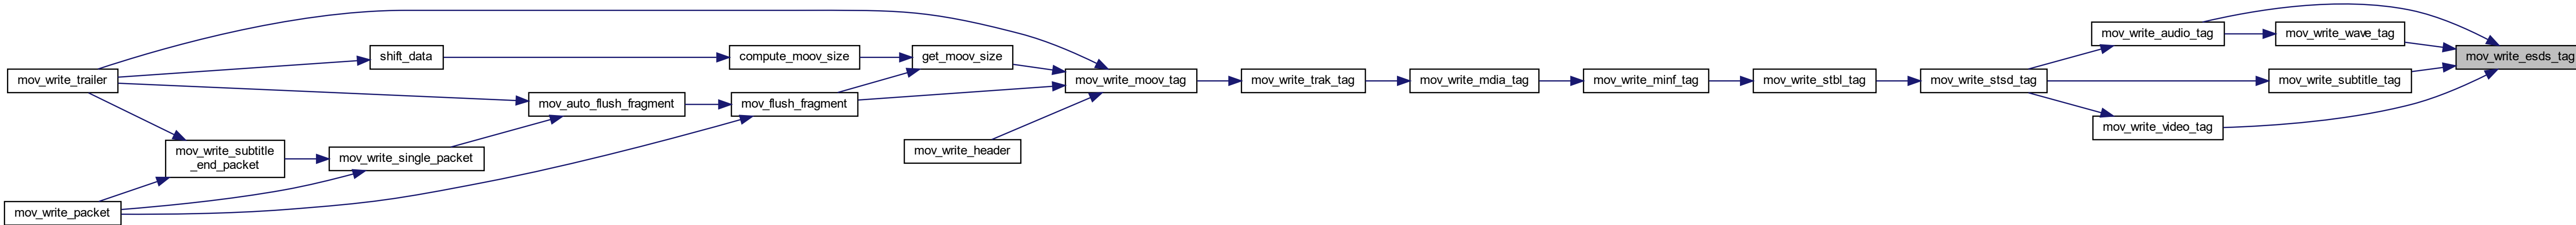 mov_write_trailer
shift_data
compute_moov_size
get_moov_size
mov_auto_flush_fragment
mov_flush_fragment
mov_write_subtitle
_end_packet
mov_write_single_packet
mov_write_packet
mov_write_header
mov_write_moov_tag
mov_write_trak_tag
mov_write_mdia_tag
mov_write_minf_tag
mov_write_stbl_tag
mov_write_stsd_tag
mov_write_audio_tag
mov_write_wave_tag
mov_write_subtitle_tag
mov_write_video_tag
mov_write_esds_tag